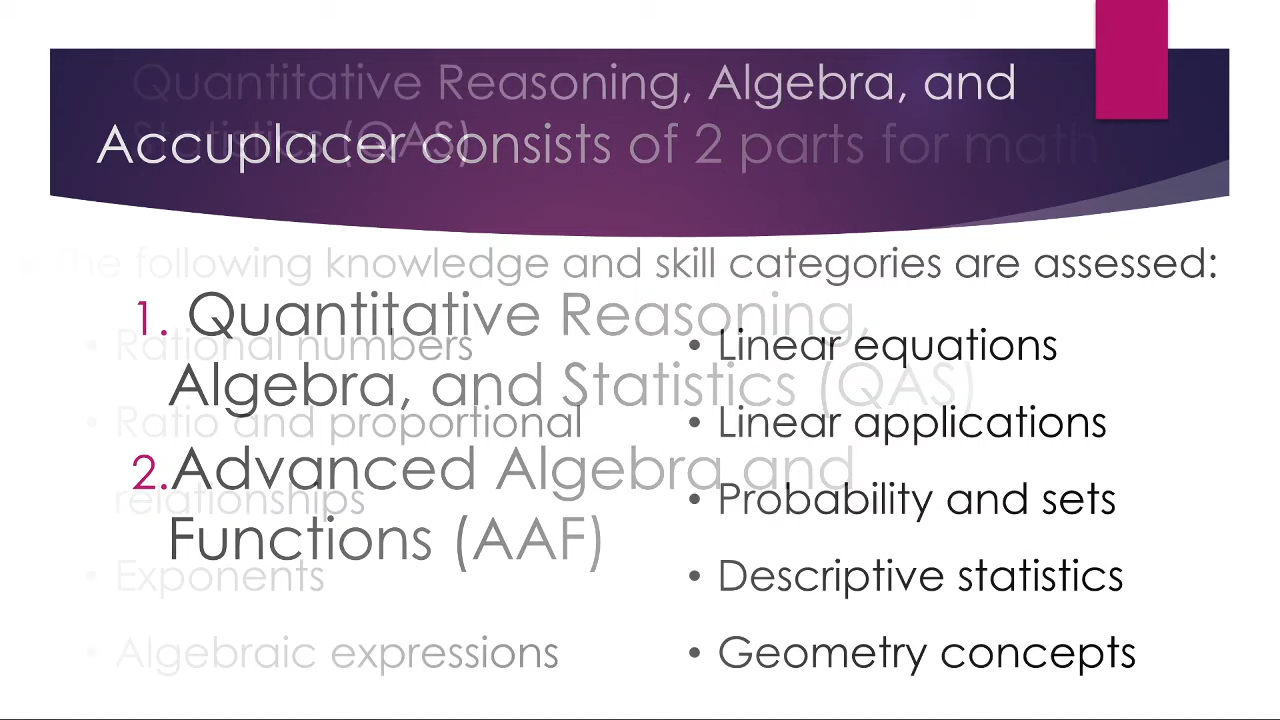 Quantitative Reasoning, Algebra, and
Statistics (QAS)
Accuplacer consists of 2 parts for math
• The following knowledge and skill categories are assessed:
1. Quantitative Reasoning,
Algebra, and Statistics (QAS)
2. Advanced Algebra and
Functions (AAF)
• Rational numbers
• Ratio and proportional
relationships
• Exponents
• Algebraic expressions
• Linear equations
• Linear applications
• Probability and sets
• Descriptive statistics
• Geometry concepts